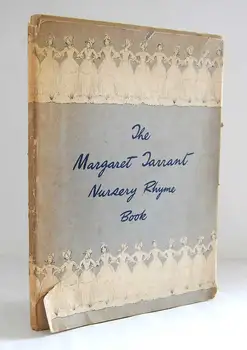 The
Margaret Tarrant
Nursery Rhyme
Book